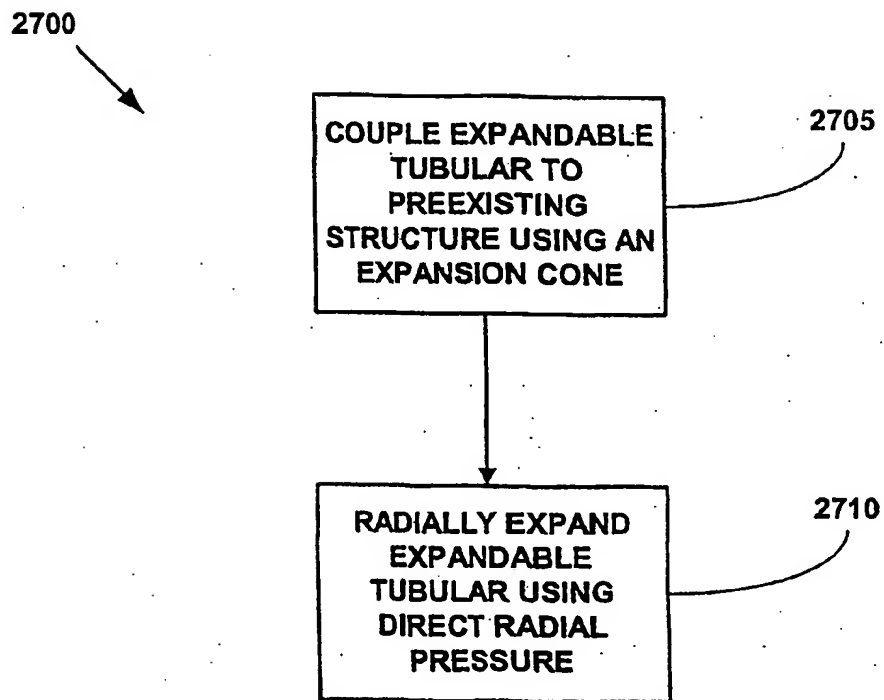 2700
COUPLE EXPANDABLE
TUBULAR TO
PREEXISTING
STRUCTURE USING AN
EXPANSION CONE
2705
RADIALLY EXPAND
EXPANDABLE
TUBULAR USING
DIRECT RADIAL
PRESSURE
2710